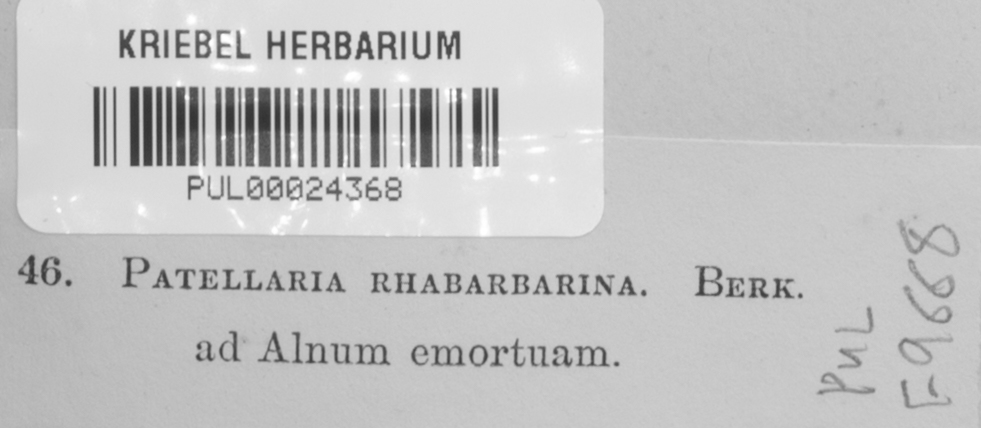 KRIEBEL HERBARIUM
PUL00024368
46. PATELLARIA RHABARBARINA. BERK.
ad Alnum emortuam.
PUL
F9668